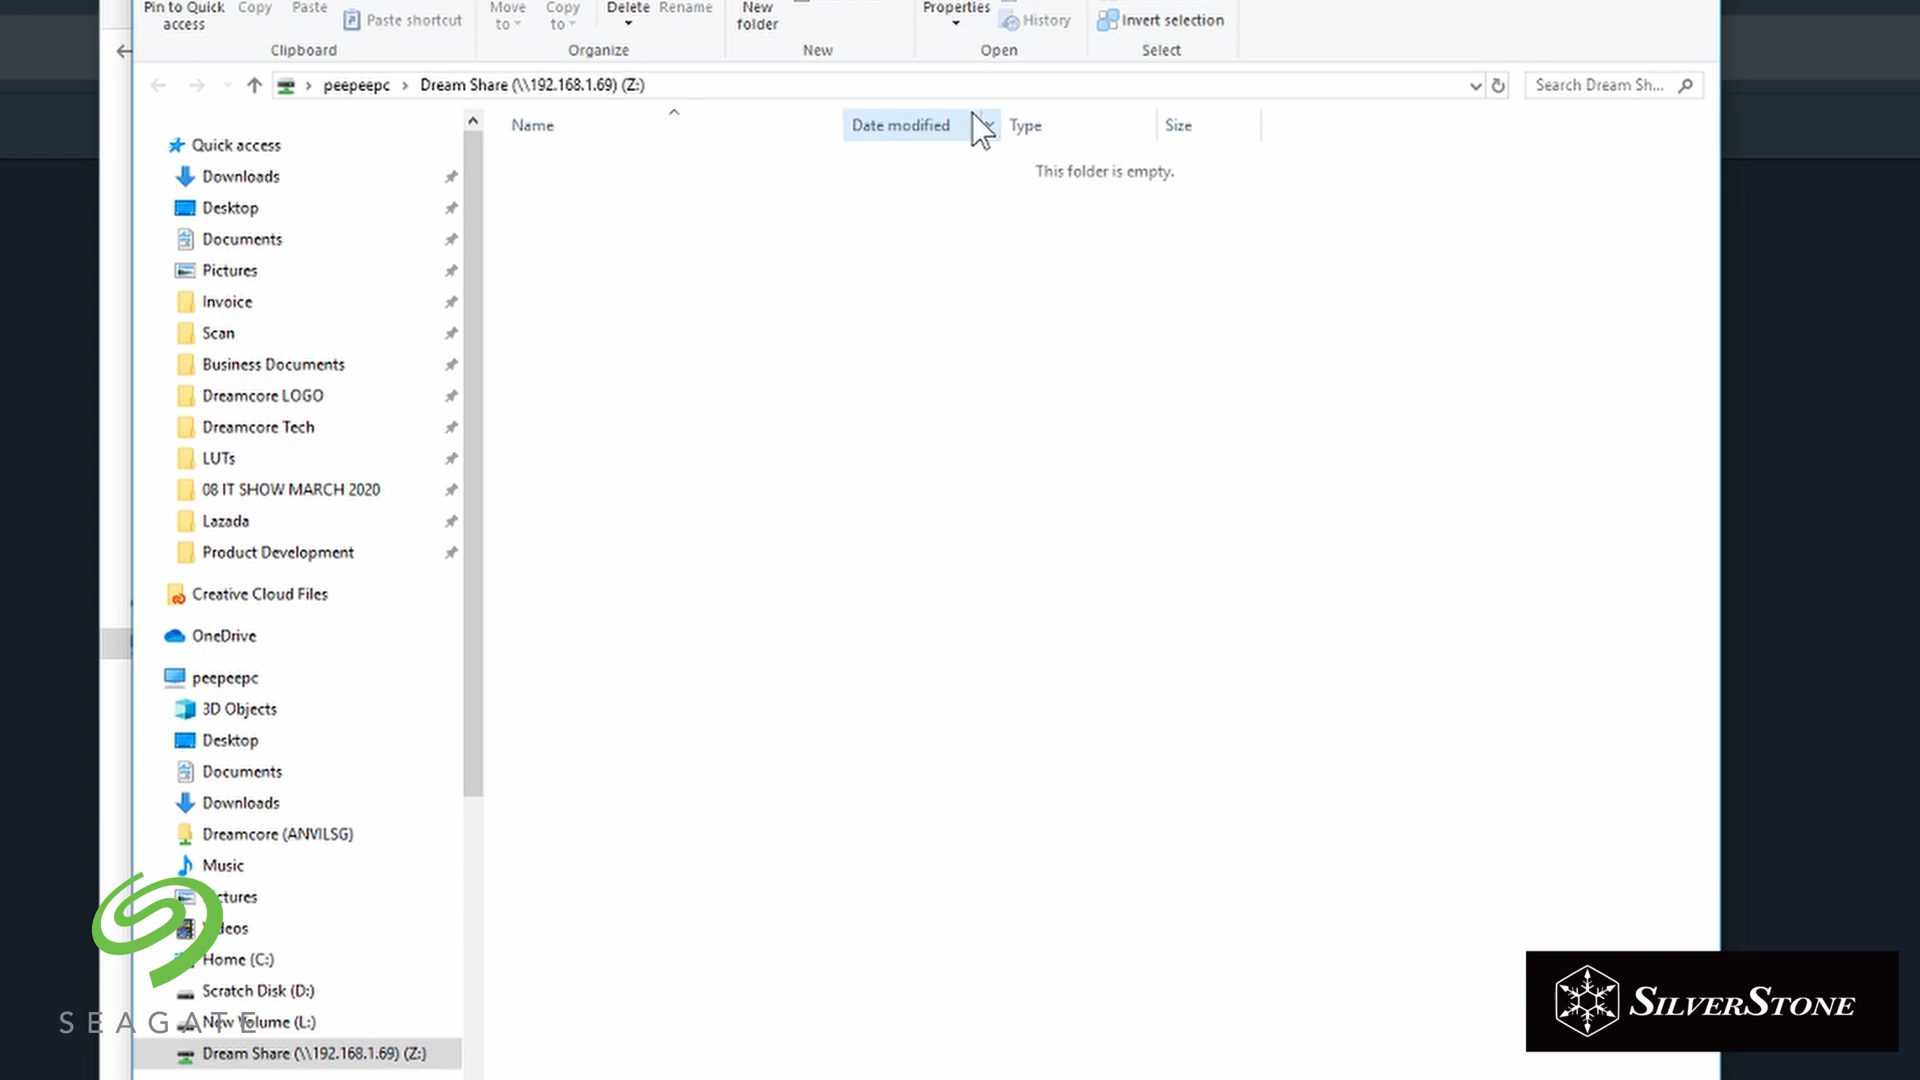 Pin to Quick
access
Copy
Paste
Paste shortcut
Clipboard
Move
to
Copy
to
Delete
Rename
Organize
New
folder
New
Properties
History
Open
Invert selection
Select
peepeepc > Dream Share (\\192.168.1.69) (Z:)
Search Dream Sh...
Name
Date modified
Type
Size
This folder is empty.
Quick access
Downloads
Desktop
Documents
Pictures
Invoice
Scan
Business Documents
Dreamcore LOGO
Dreamcore Tech
LUTs
08 IT SHOW MARCH 2020
Lazada
Product Development
Creative Cloud Files
OneDrive
peepeepc
3D Objects
Desktop
Documents
Downloads
Dreamcore (ANVILSG)
Music
Pictures
Videos
Home (C:)
Scratch Disk (D:)
New Volume (L:)
Dream Share (\\192.168.1.69) (Z:)
SEAGATE
SILVERSTONE